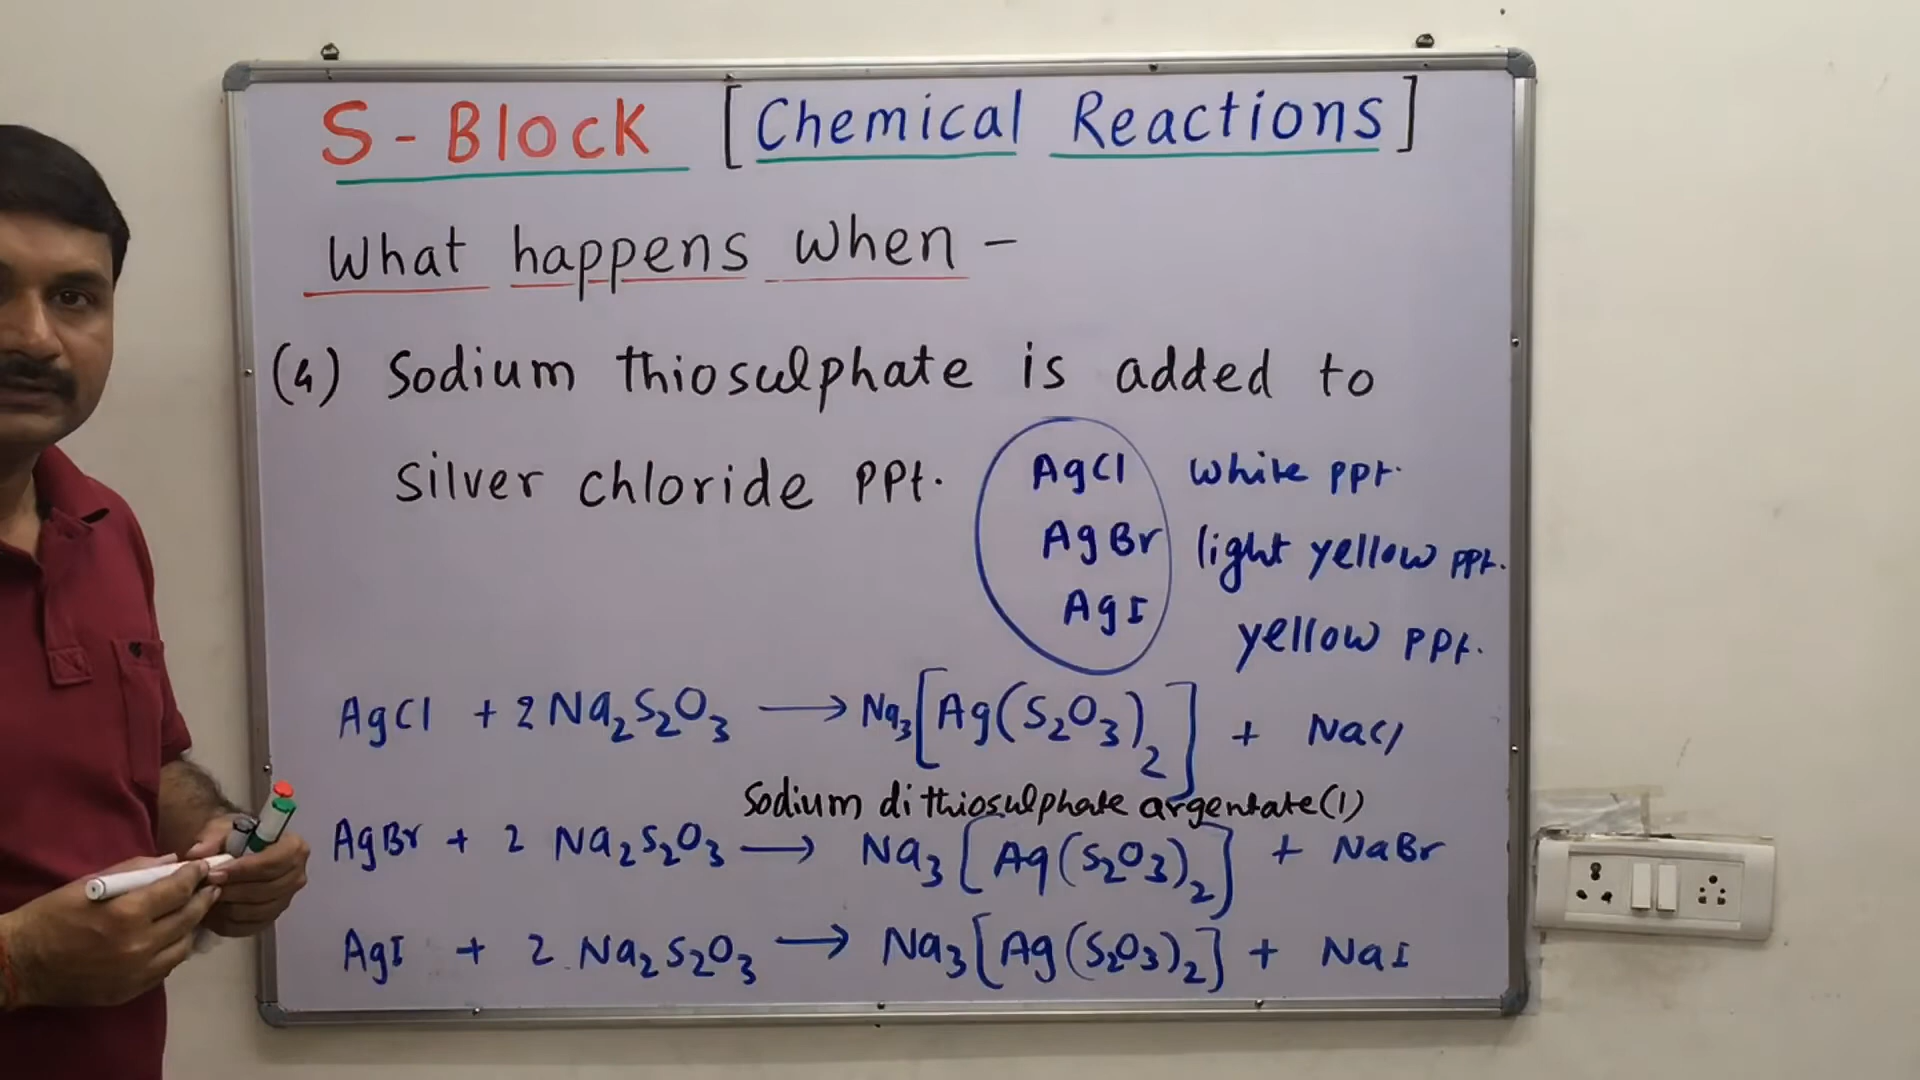 S-Block [Chemical Reactions]
What happens when -
(4) Sodium thiosulphate is added to
silver chloride PPt.
AgCl white ppt.
AgBr light yellow ppt.
AgI yellow ppt.
AgCl + 2Na₂S₂O₃ ⟶ Na₃[Ag(S₂O₃)₂] + NaCl
Sodium dithiosulphate argentate(1)
AgBr + 2 Na₂S₂O₃ ⟶ Na₃[Ag(S₂O₃)₂] + NaBr
AgI + 2 Na₂S₂O₃ ⟶ Na₃[Ag(S₂O₃)₂] + NaI